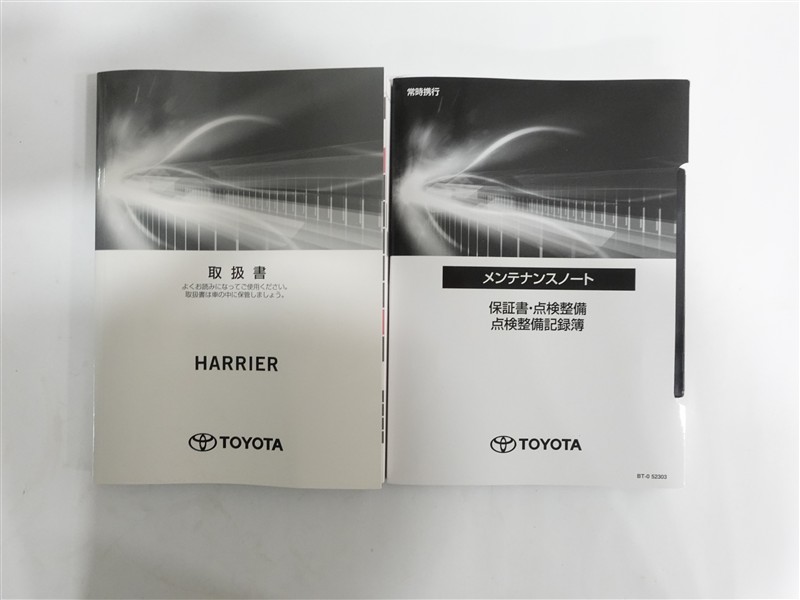 取扱書
よくお読みになってご使用ください。
取扱書は車の中に保管しましょう。
HARRIER
TOYOTA
常時携行
メンテナンスノート
保証書・点検整備
点検整備記録簿
TOYOTA
BT-0 52303